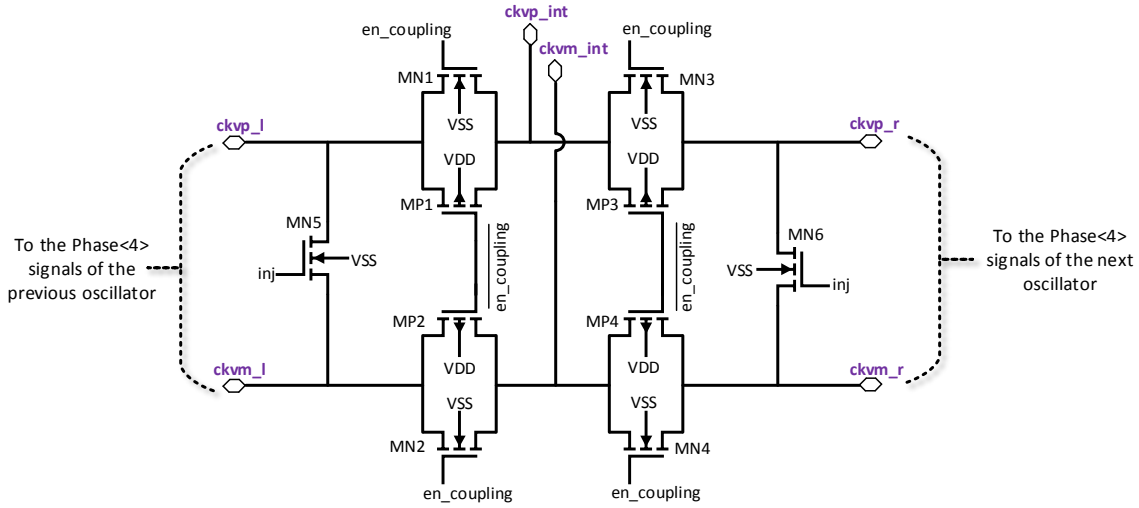 ckvp_int
en_coupling
ckvm_int
en_coupling
MN1
MN3
VSS
VSS
ckvp_l
ckvp_r
VDD
VDD
MP1
MP3
MN5
MN6
To the Phase<4>
signals of the
previous oscillator
inj
VSS
en_coupling
en_coupling
VSS
inj
To the Phase<4>
signals of the next
oscillator
MP2
MP4
VDD
VDD
ckvm_l
ckvm_r
VSS
VSS
MN2
MN4
en_coupling
en_coupling